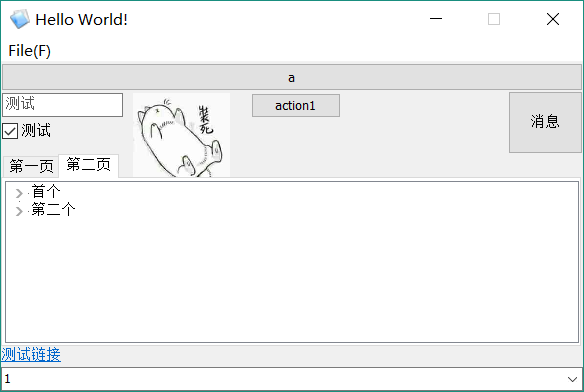 Hello World!
File(F)
a
测试
装死
action1
消息
测试
第一页
第二页
首个
第二个
测试链接
1